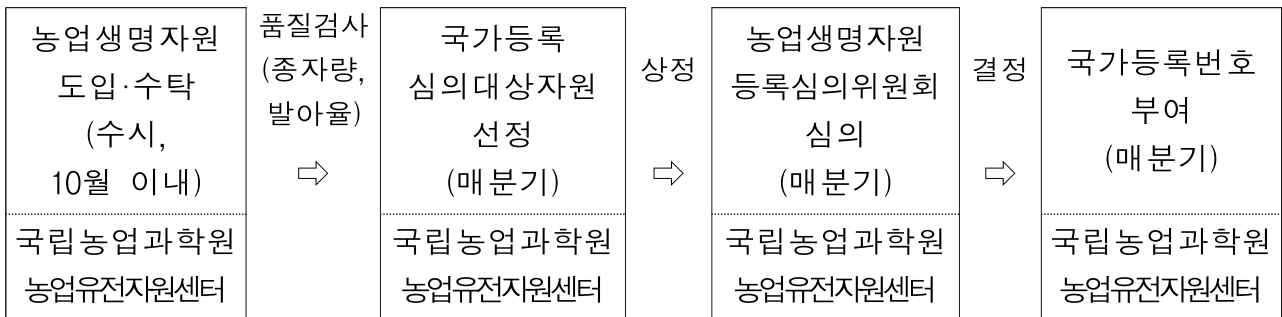 농업생명자원
도입·수탁
(수시,
10월 이내)
국립농업과학원
농업유전자원센터
품질검사
(종자량,
발아율)
⇨
국가등록
심의대상자원
선정
(매분기)
국립농업과학원
농업유전자원센터
상정
⇨
농업생명자원
등록심의위원회
심의
(매분기)
국립농업과학원
농업유전자원센터
결정
⇨
국가등록번호
부여
(매분기)
국립농업과학원
농업유전자원센터